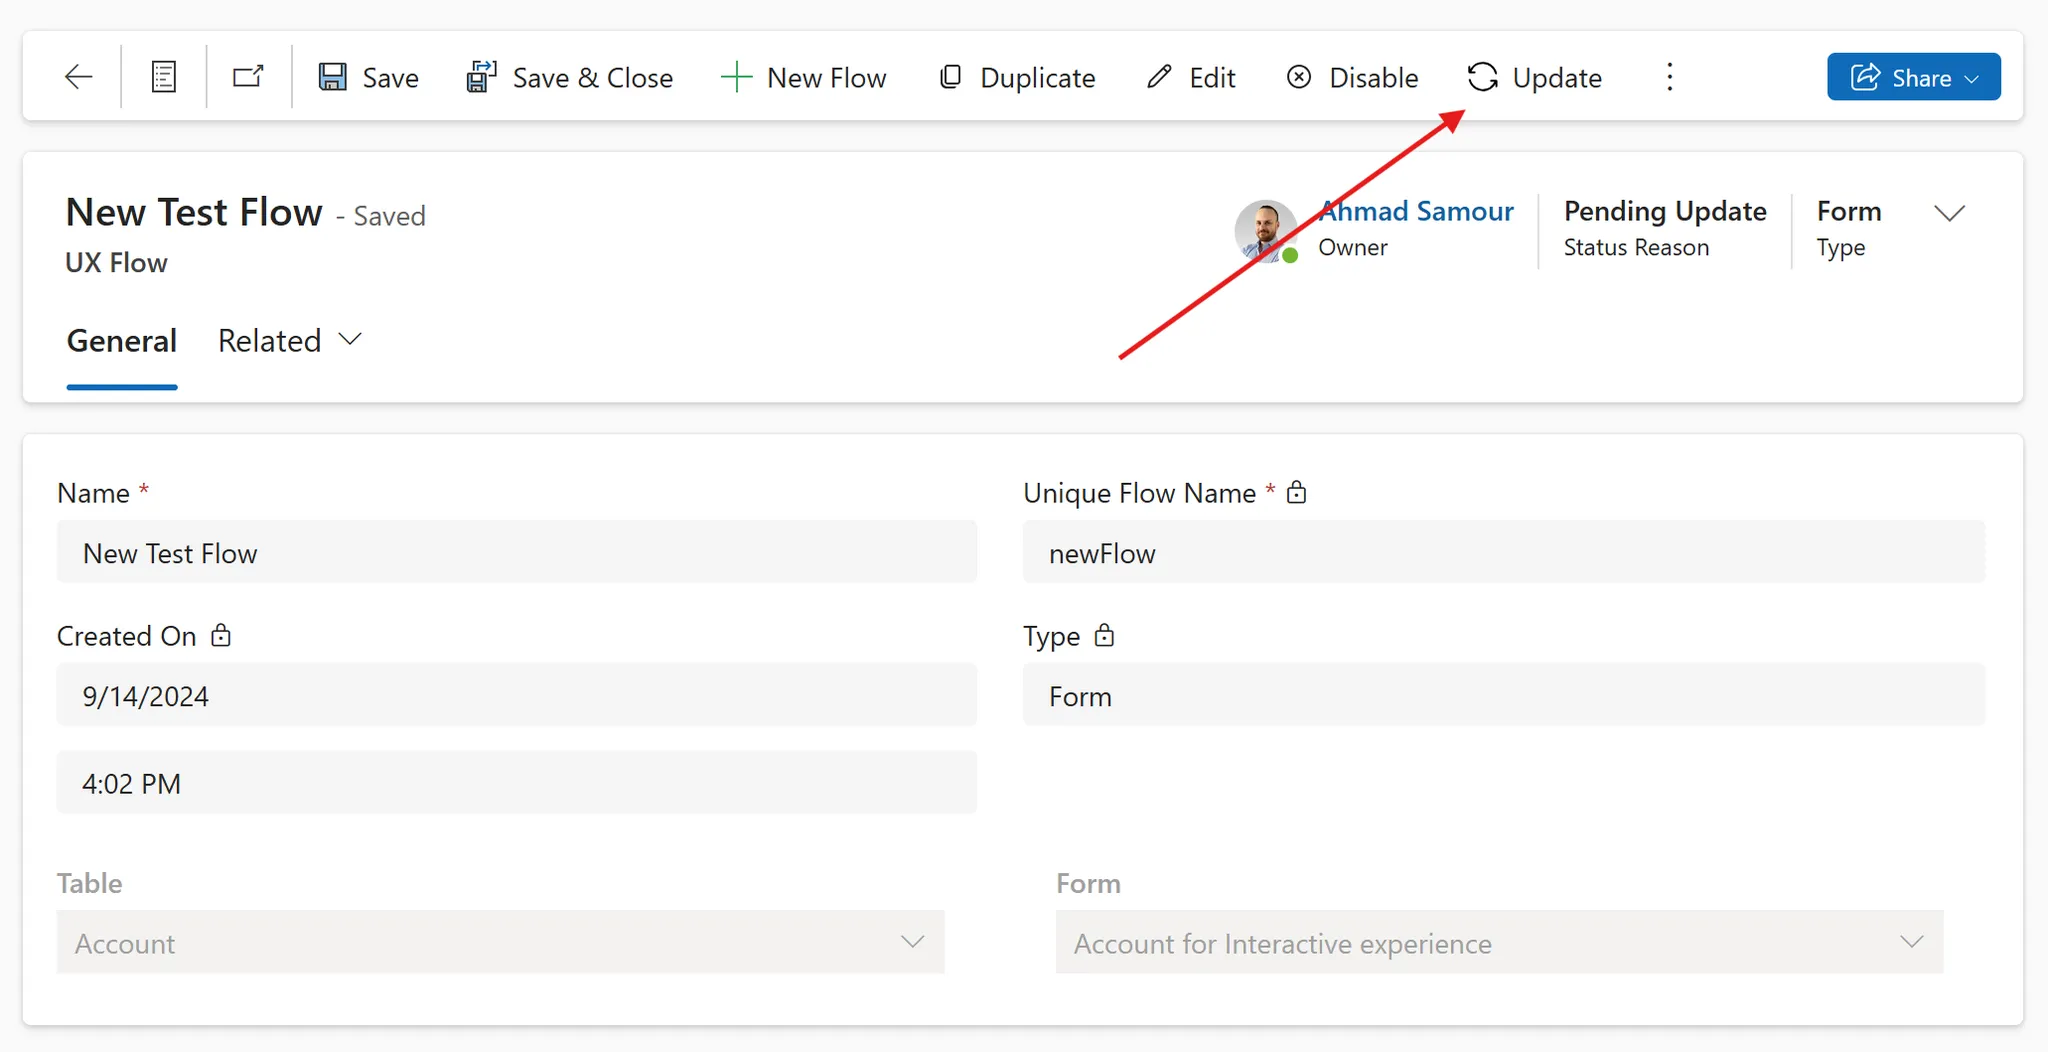 Save Save & Close New Flow Duplicate Edit Disable Update Share
New Test Flow - Saved
UX Flow
Ahmad Samour
Owner
Pending Update
Status Reason
Form
Type
General Related
Name *
New Test Flow
Unique Flow Name *
newFlow
Created On
9/14/2024
4:02 PM
Type
Form
Table
Account
Form
Account for Interactive experience